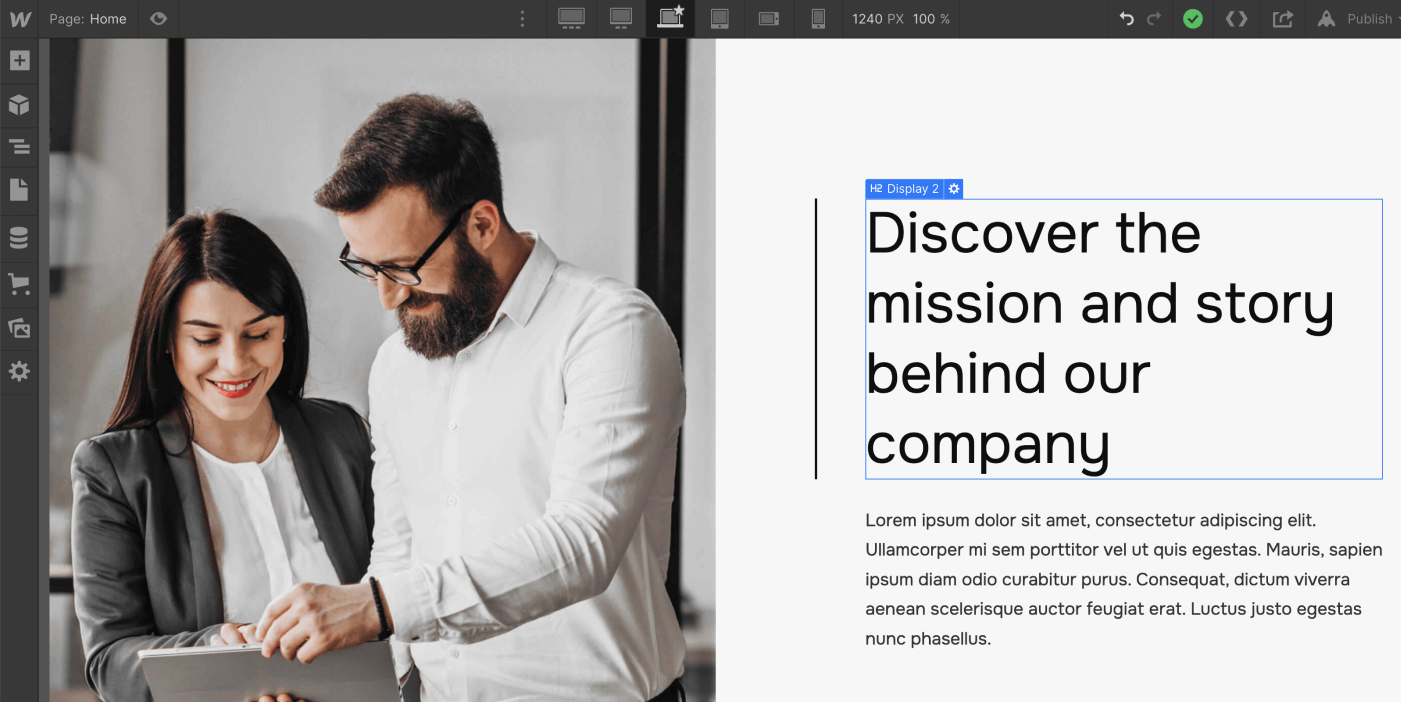 Page: Home
1240 PX 100 %
Publish
H2 Display 2
Discover the
mission and story
behind our
company
Lorem ipsum dolor sit amet, consectetur adipiscing elit.
Ullamcorper mi sem porttitor vel ut quis egestas. Mauris, sapien
ipsum diam odio curabitur purus. Consequat, dictum viverra
aenean scelerisque auctor feugiat erat. Luctus justo egestas
nunc phasellus.